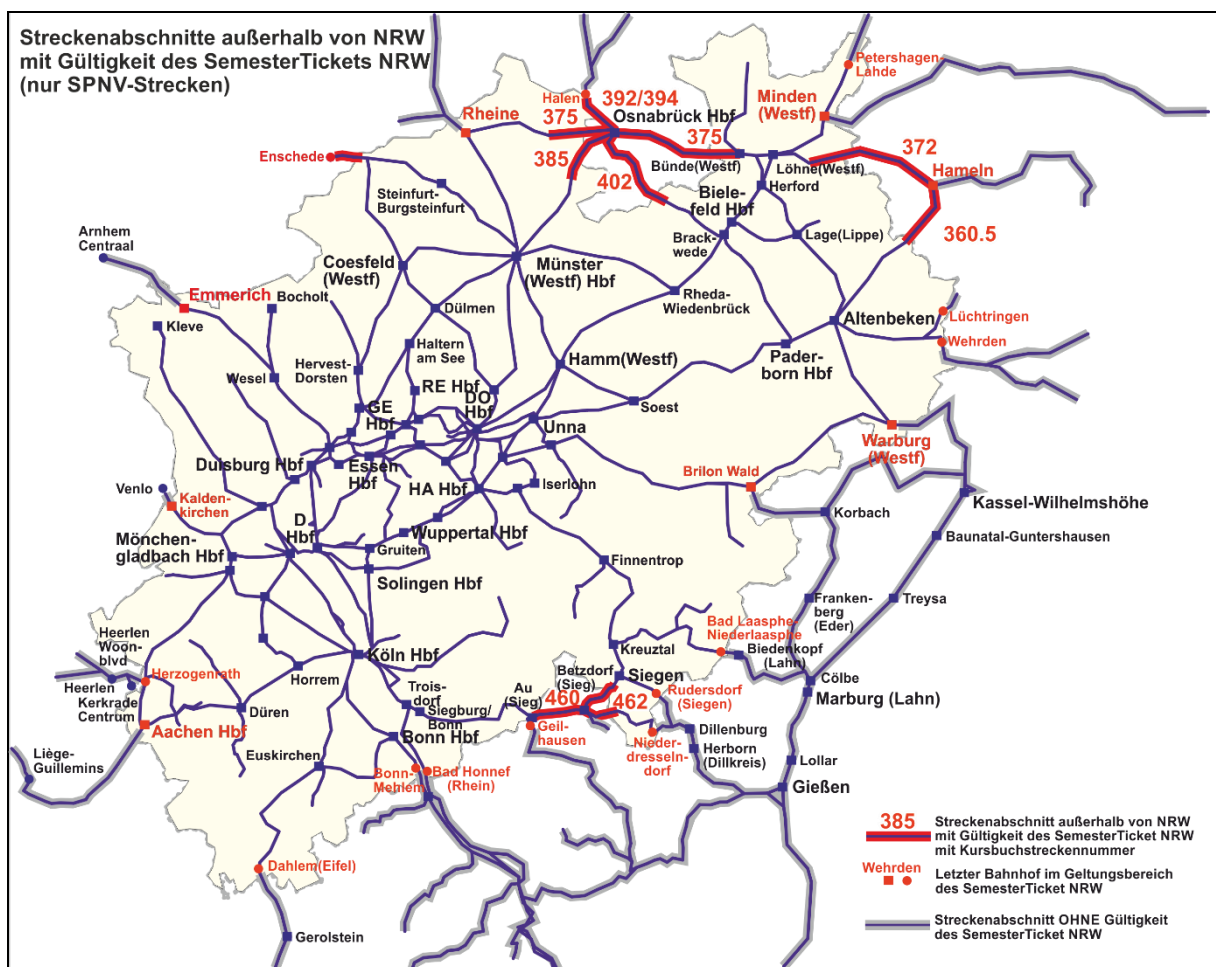 Streckenabschnitte außerhalb von NRW
mit Gültigkeit des SemesterTickets NRW
(nur SPNV-Strecken)
Petershagen-
Lahde
Halen
392/394
Minden
(Westf)
Rheine
375
Osnabrück Hbf
375
372
Enschede
385
402
Bünde(Westf)
Löhne(Westf)
Hameln
Herford
Steinfurt-
Burgsteinfurt
Biele-
feld Hbf
360.5
Arnhem
Centraal
Brack-
wede
Lage(Lippe)
Coesfeld
(Westf)
Münster
(Westf) Hbf
Emmerich
Bocholt
Rheda-
Wiedenbrück
Dülmen
Kleve
Altenbeken
Lüchtringen
Wehrden
Haltern
am See
Hamm(Westf)
Pader-
born Hbf
Hervest-
Dorsten
Wesel
RE Hbf
DO
Hbf
Soest
GE
Hbf
Unna
Warburg
(Westf)
Duisburg Hbf
Essen
Hbf
Brilon Wald
Venlo
Kalden-
kirchen
HA Hbf
Iserlohn
Kassel-Wilhelmshöhe
Korbach
D.
Hbf
Wuppertal Hbf
Baunatal-Guntershausen
Mönchen-
gladbach Hbf
Gruiten
Finnentrop
Solingen Hbf
Franken-
berg
(Eder)
Treysa
Bad Laasphe-
Niederlaasphe
Heerlen
Woon-
blvd
Kreuztal
Biedenkopf
(Lahn)
Köln Hbf
Betzdorf
(Sieg)
Siegen
Cölbe
Herzogenrath
Horrem
Heerlen
Kerkrade
Centrum
Trois-
dorf
Au
(Sieg)
460
462
Rudersdorf
(Siegen)
Marburg (Lahn)
Siegburg/
Bonn
Düren
Aachen Hbf
Bonn Hbf
Geil-
hausen
Dillenburg
Nieder-
dresseln-
dorf
Herborn
(Dillkreis)
Liège-
Guillemins
Euskirchen
Lollar
Bonn-
Mehlem
Bad Honnef
(Rhein)
Gießen
385
Streckenabschnitt außerhalb von NRW
mit Gültigkeit des SemesterTicket NRW
mit Kursbuchstreckennummer
Dahlem(Eifel)
Wehrden
Letzter Bahnhof im Geltungsbereich
des SemesterTicket NRW
Streckenabschnitt OHNE Gültigkeit
des SemesterTicket NRW
Gerolstein